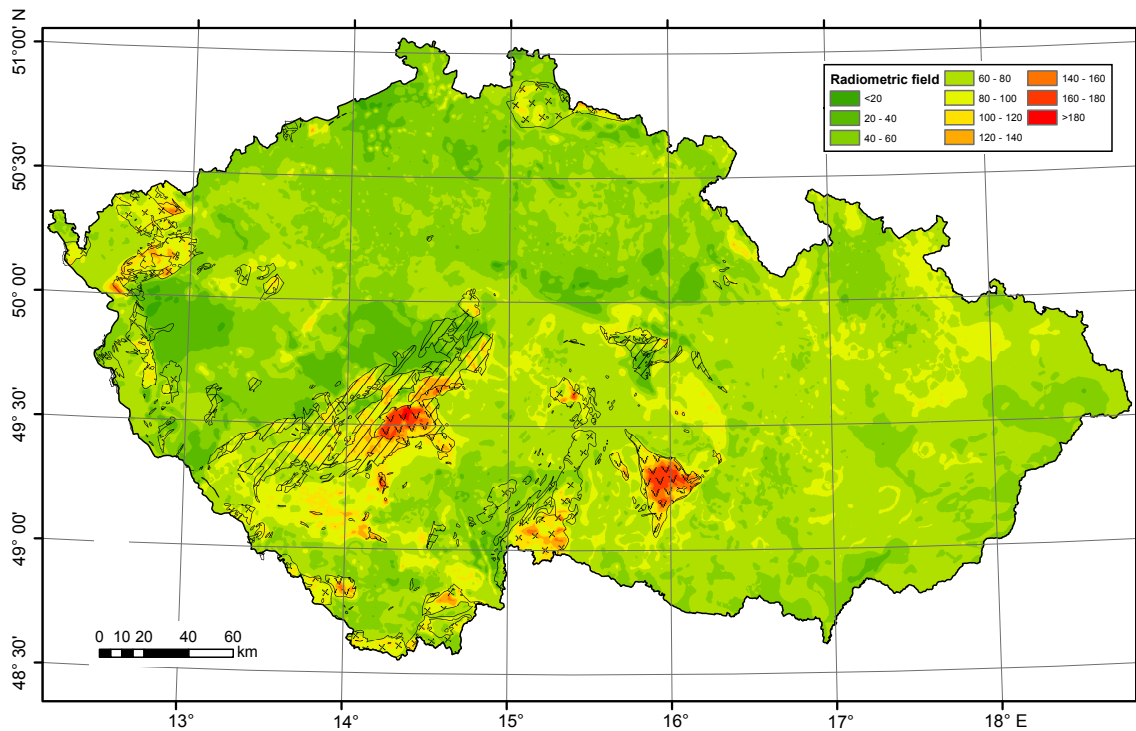 51° 00' N
50° 30'
50° 00'
49° 30'
49° 00'
48° 30'
Radiometric field
<20
20 - 40
40 - 60
60 - 80
80 - 100
100 - 120
120 - 140
140 - 160
160 - 180
>180
0 10 20 40 60
km
13° 14° 15° 16° 17° 18° E